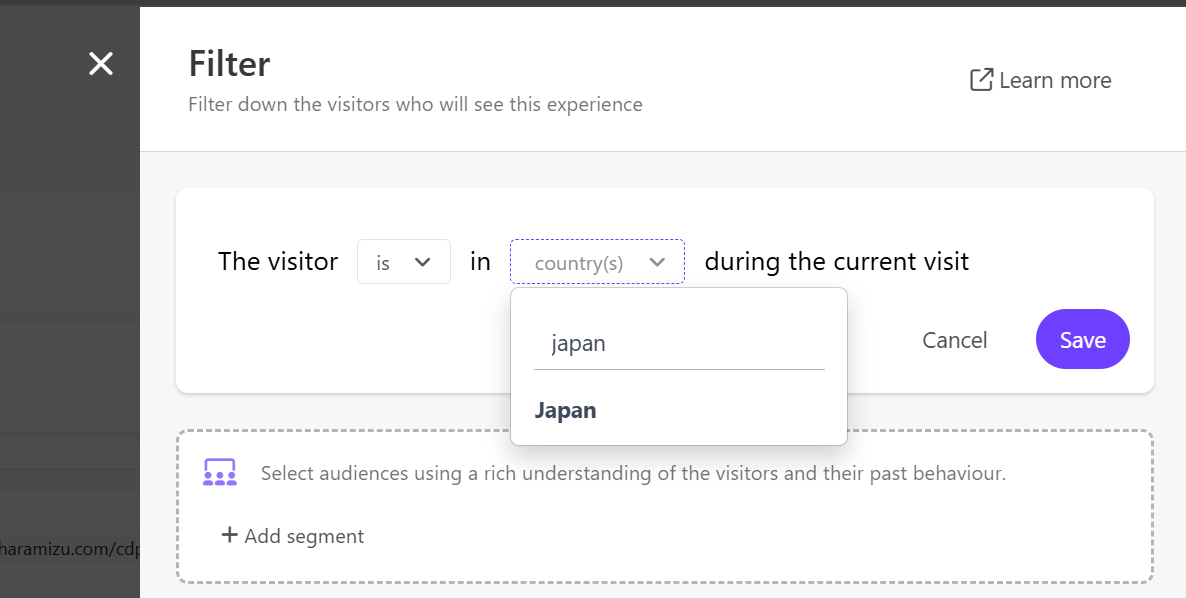 Filter
Filter down the visitors who will see this experience
Learn more
The visitor is in country(s) during the current visit
japan
Japan
Cancel Save
Select audiences using a rich understanding of the visitors and their past behaviour.
+ Add segment
haramizu.com/cdp